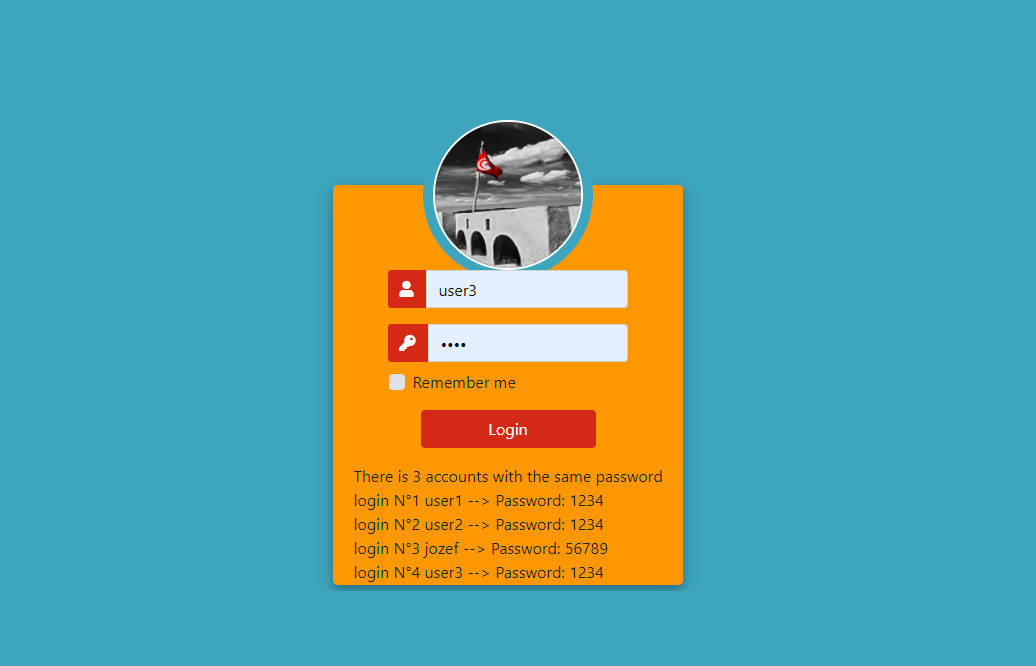 user3
••••
Remember me
Login
There is 3 accounts with the same password
login N°1 user1 --> Password: 1234
login N°2 user2 --> Password: 1234
login N°3 jozef --> Password: 56789
login N°4 user3 --> Password: 1234